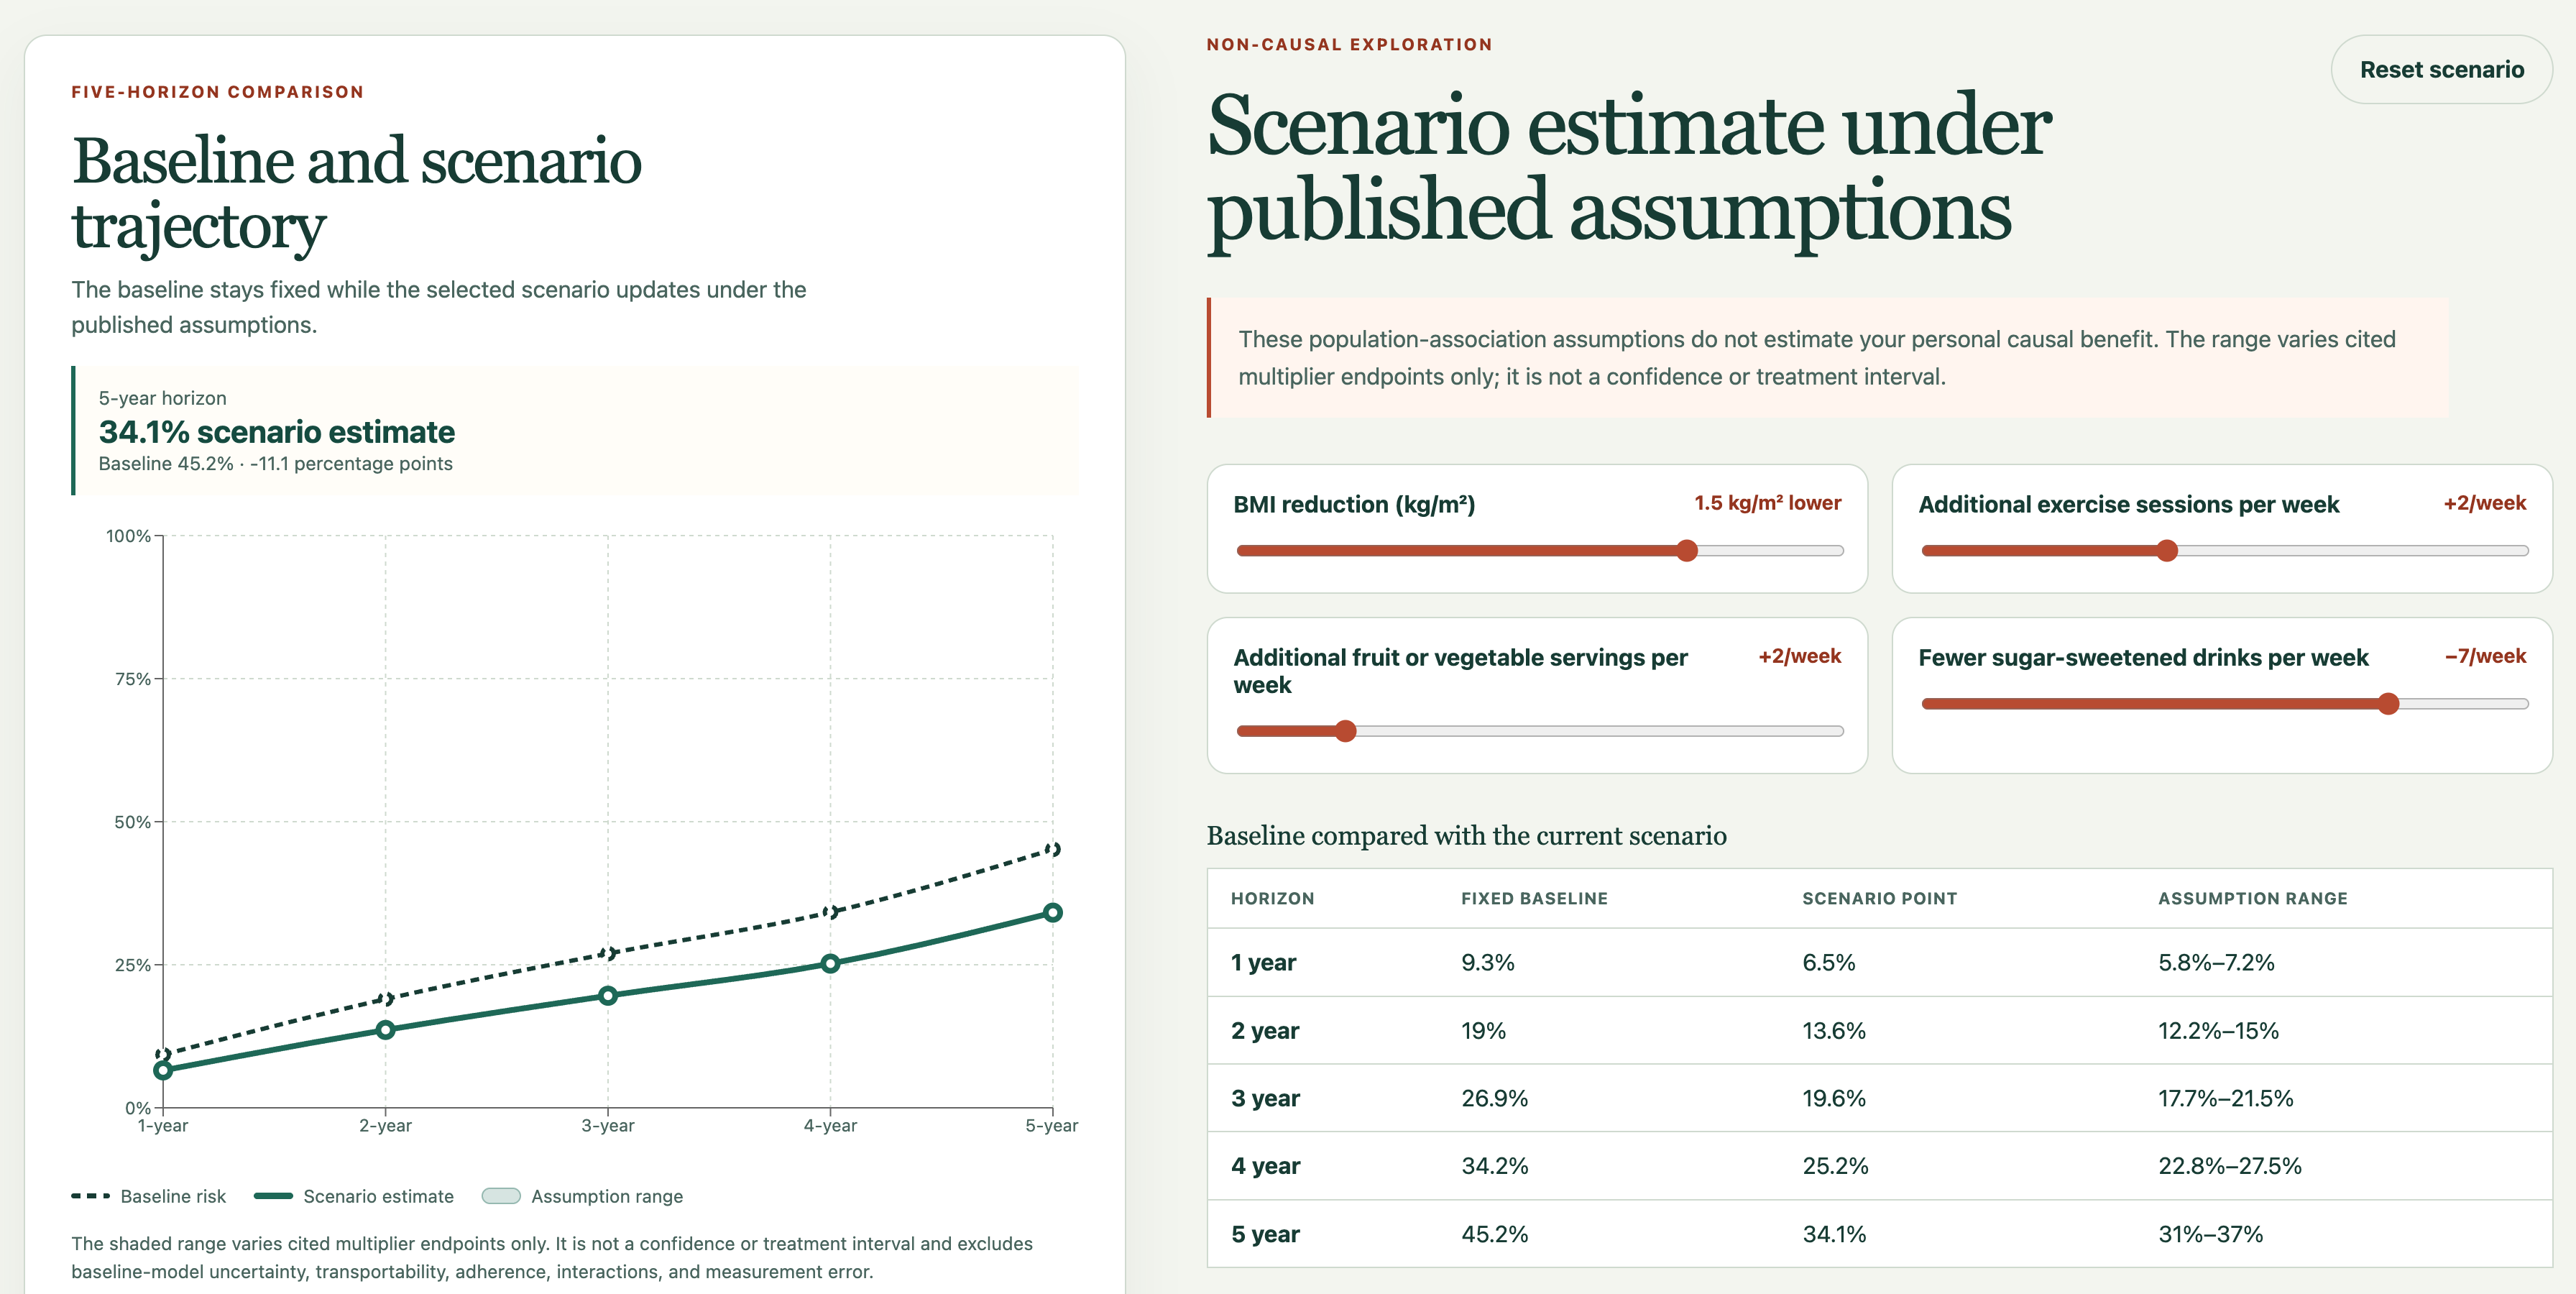 FIVE-HORIZON COMPARISON
Baseline and scenario
trajectory
The baseline stays fixed while the selected scenario updates under the
published assumptions.
5-year horizon
34.1% scenario estimate
Baseline 45.2% · -11.1 percentage points
100%
75%
50%
25%
0%
1-year 2-year 3-year 4-year 5-year
Baseline risk Scenario estimate Assumption range
The shaded range varies cited multiplier endpoints only. It is not a confidence or treatment interval and excludes
baseline-model uncertainty, transportability, adherence, interactions, and measurement error.
NON-CAUSAL EXPLORATION
Reset scenario
Scenario estimate under
published assumptions
These population-association assumptions do not estimate your personal causal benefit. The range varies cited
multiplier endpoints only; it is not a confidence or treatment interval.
BMI reduction (kg/m²) 1.5 kg/m² lower
Additional exercise sessions per week +2/week
Additional fruit or vegetable servings per
week
+2/week
Fewer sugar-sweetened drinks per week −7/week
Baseline compared with the current scenario
HORIZON FIXED BASELINE SCENARIO POINT ASSUMPTION RANGE
1 year 9.3% 6.5% 5.8%–7.2%
2 year 19% 13.6% 12.2%–15%
3 year 26.9% 19.6% 17.7%–21.5%
4 year 34.2% 25.2% 22.8%–27.5%
5 year 45.2% 34.1% 31%–37%